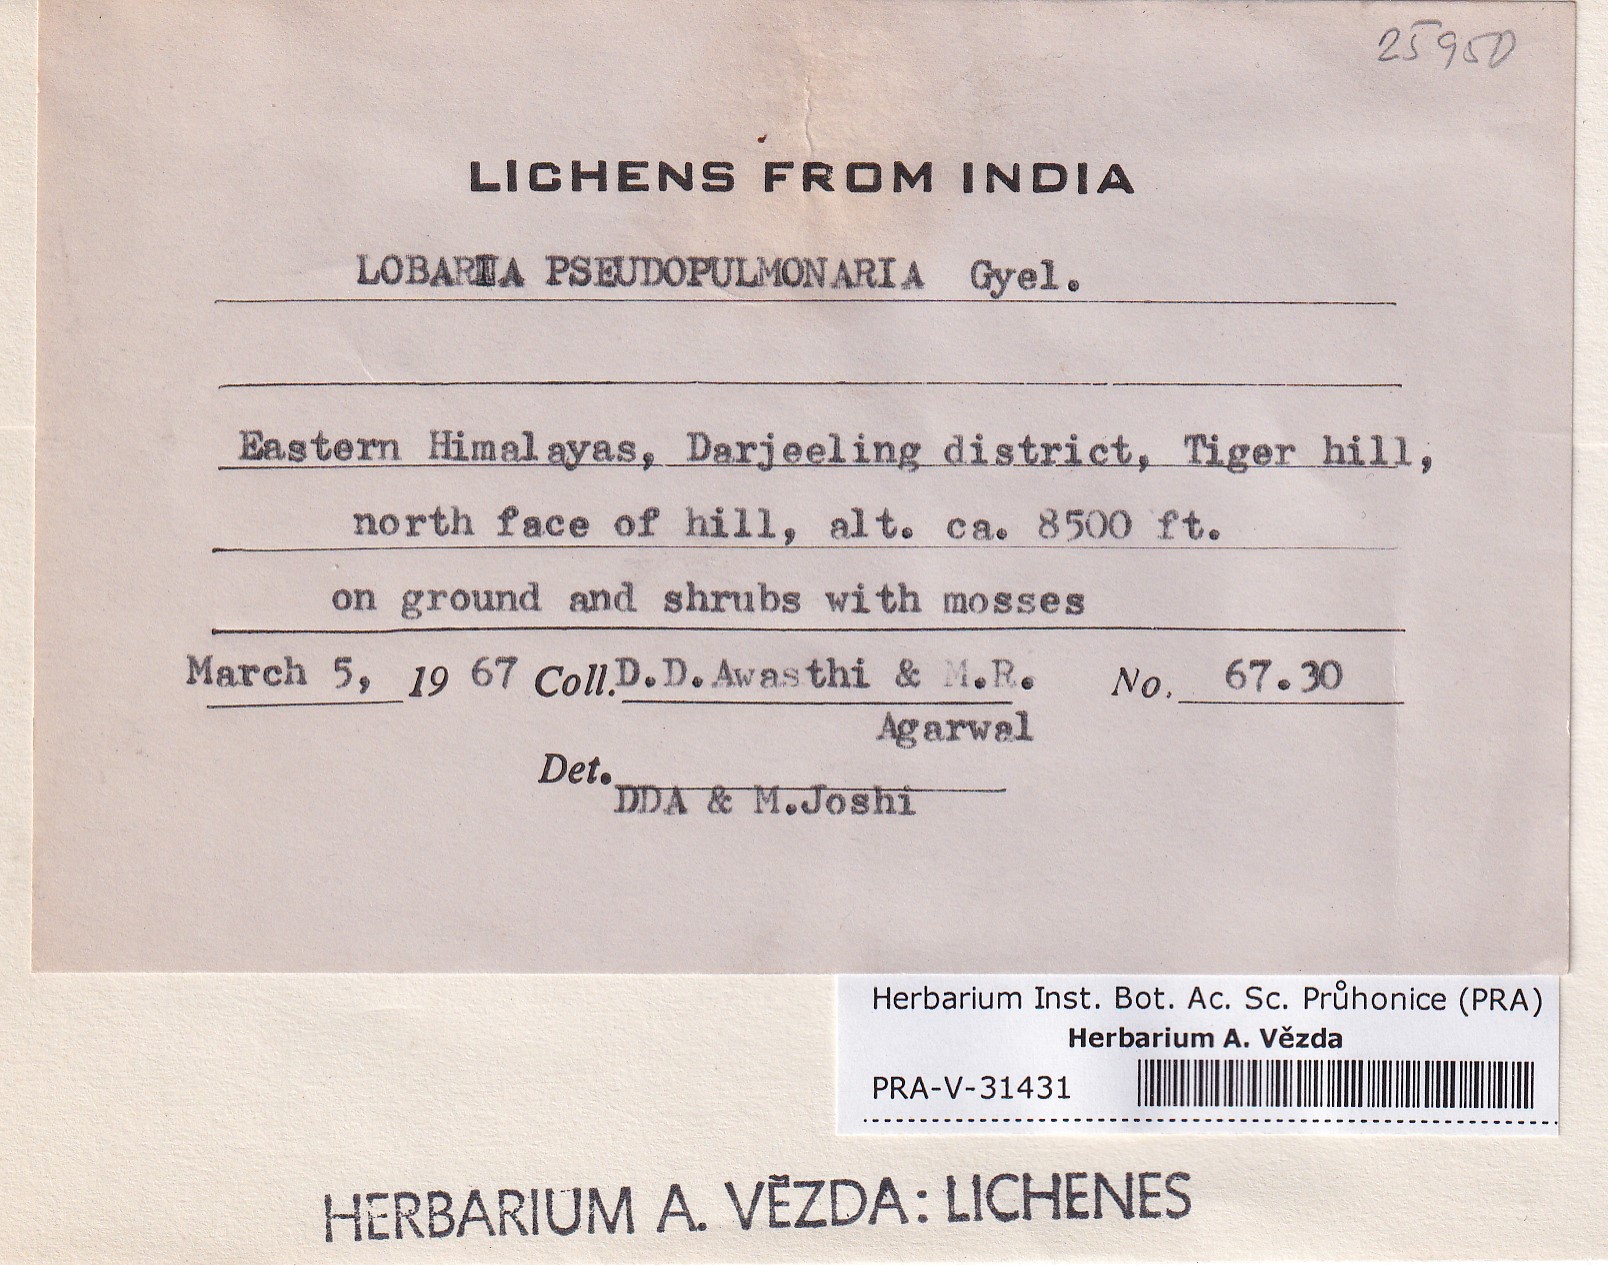 25950
LICHENS FROM INDIA
LOBARIA PSEUDOPULMONARIA Gyel.
Eastern Himalayas, Darjeeling district, Tiger hill,
north face of hill, alt. ca. 8500 ft.
on ground and shrubs with mosses
March 5, 19 67 Coll. D.D.Awasthi & M.R. No. 67.30
Agarwal
Det.
DDA & M.Joshi
Herbarium Inst. Bot. Ac. Sc. Průhonice (PRA)
Herbarium A. Vězda
PRA-V-31431
HERBARIUM A. VĚZDA: LICHENES